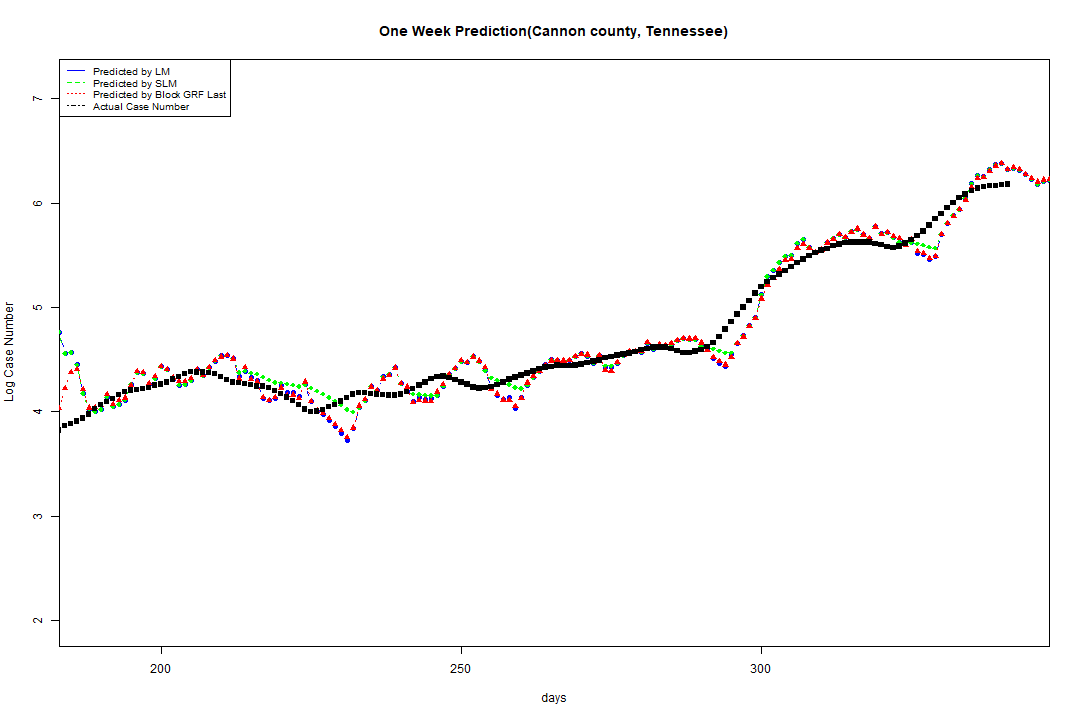 One Week Prediction(Cannon county, Tennessee)
Predicted by LM
Predicted by SLM
Predicted by Block GRF Last
Actual Case Number
7
6
5
4
3
2
Log Case Number
200 250 300
days